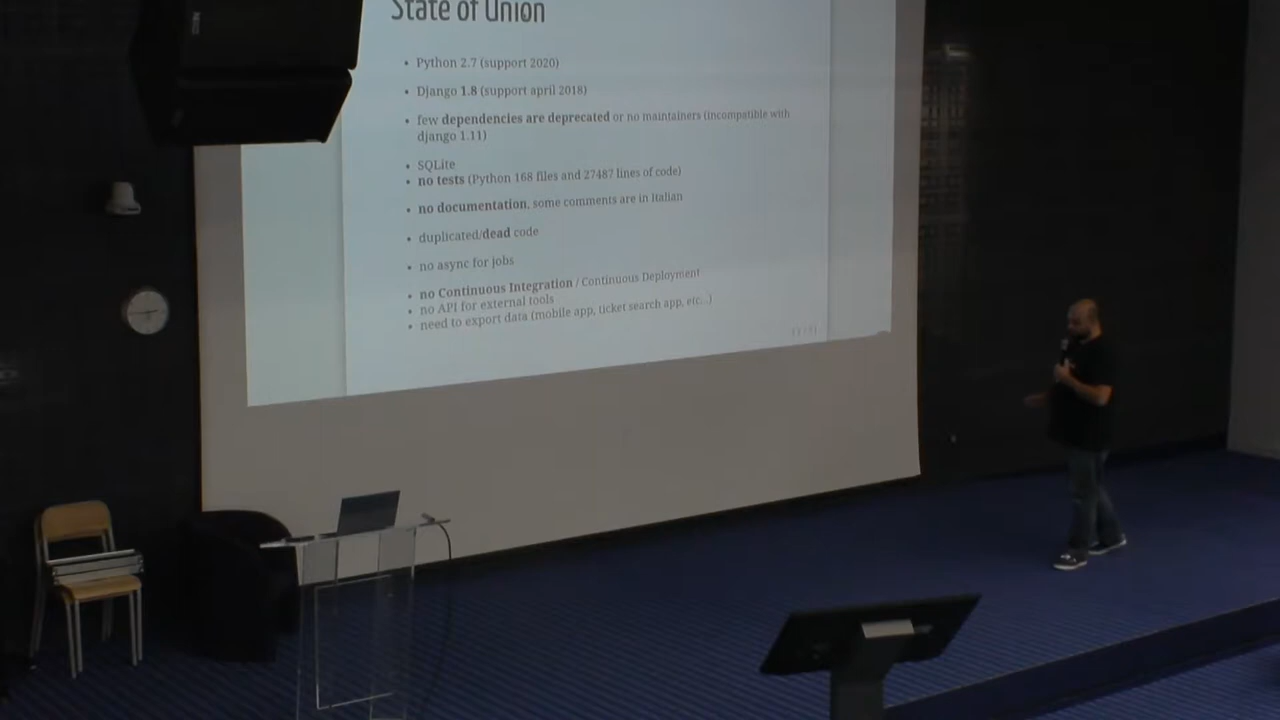 State of Union
• Python 2.7 (support 2020)
• Django 1.8 (support april 2018)
• few dependencies are deprecated or no maintainers (incompatible with
django 1.11)
• SQLite
• no tests (Python 168 files and 27487 lines of code)
• no documentation, some comments are in Italian
• duplicated/dead code
• no async for jobs
• no Continuous Integration / Continuous Deployment
• no API for external tools
• need to export data (mobile app, ticket search app, etc...)